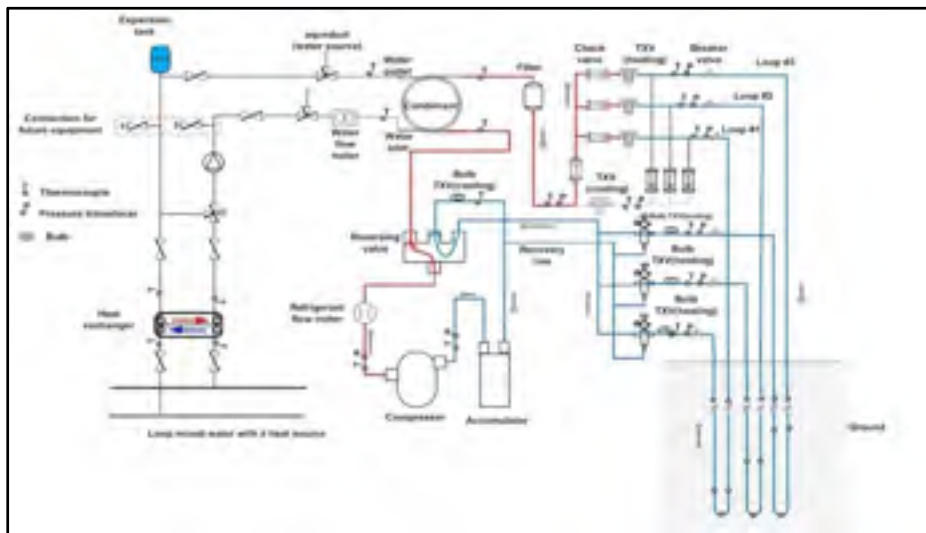 Expansion
tank
aqueduct
(water source)
Water
outlet
Filter
Check
valve
TXV
(heating)
Breaker
valve
Loop #3
Loop #2
Loop #1
Condenser
Connection for
future equipment
Water
flow
meter
Water
inlet
Thermocouple
Pressure transducer
Bulb
Bulb
TXV(cooling)
TXV
(cooling)
Reversing
valve
Recovery
line
Bulb TXV(heating)
Bulb
TXV(heating)
Bulb
TXV(heating)
Heat
exchanger
Refrigerant
flow meter
Compressor
Accumulator
Loop mixed water with a heat source
Ground